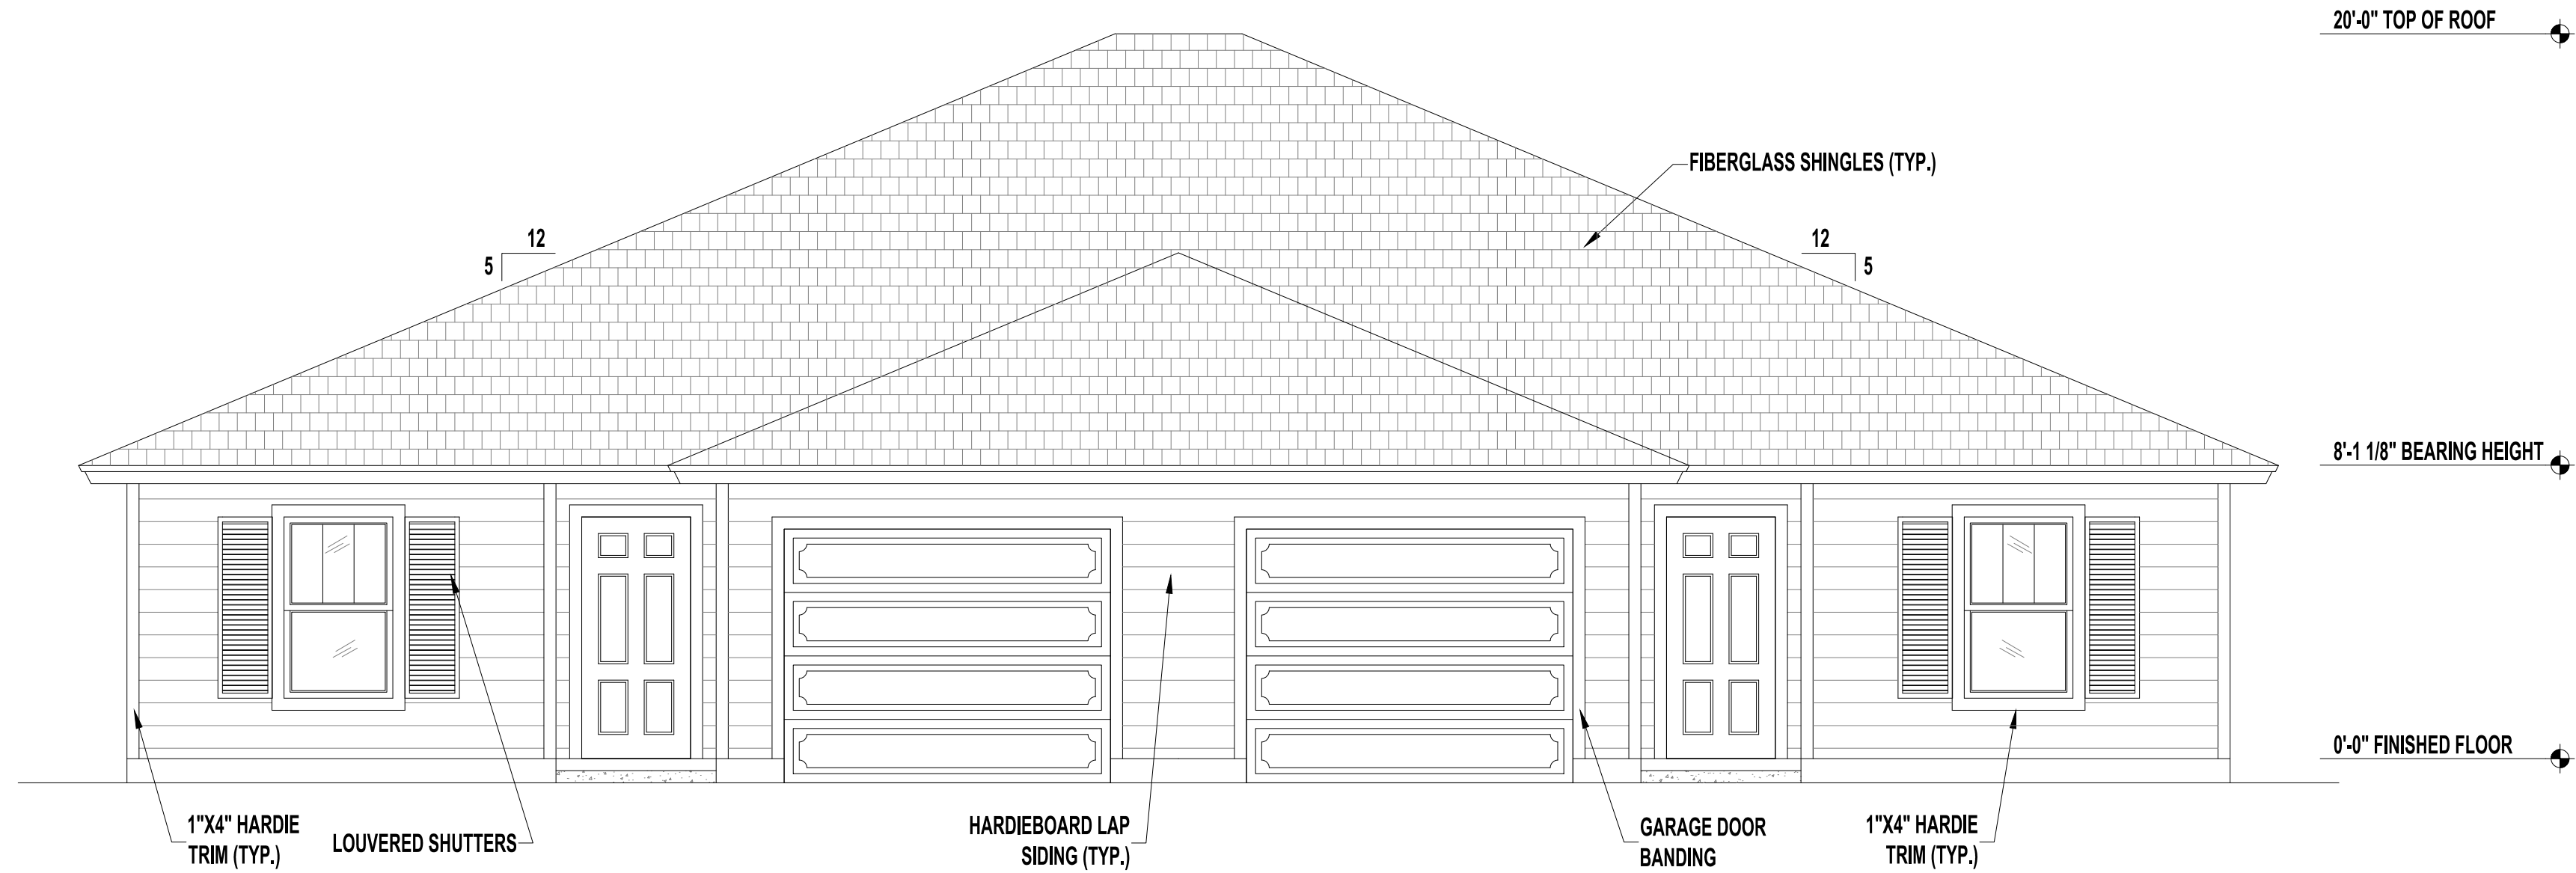 20'-0" TOP OF ROOF
FIBERGLASS SHINGLES (TYP.)
12
5
12
5
8'-1 1/8" BEARING HEIGHT
0'-0" FINISHED FLOOR
1"X4" HARDIE
TRIM (TYP.)
LOUVERED SHUTTERS
HARDIEBOARD LAP
SIDING (TYP.)
GARAGE DOOR
BANDING
1"X4" HARDIE
TRIM (TYP.)